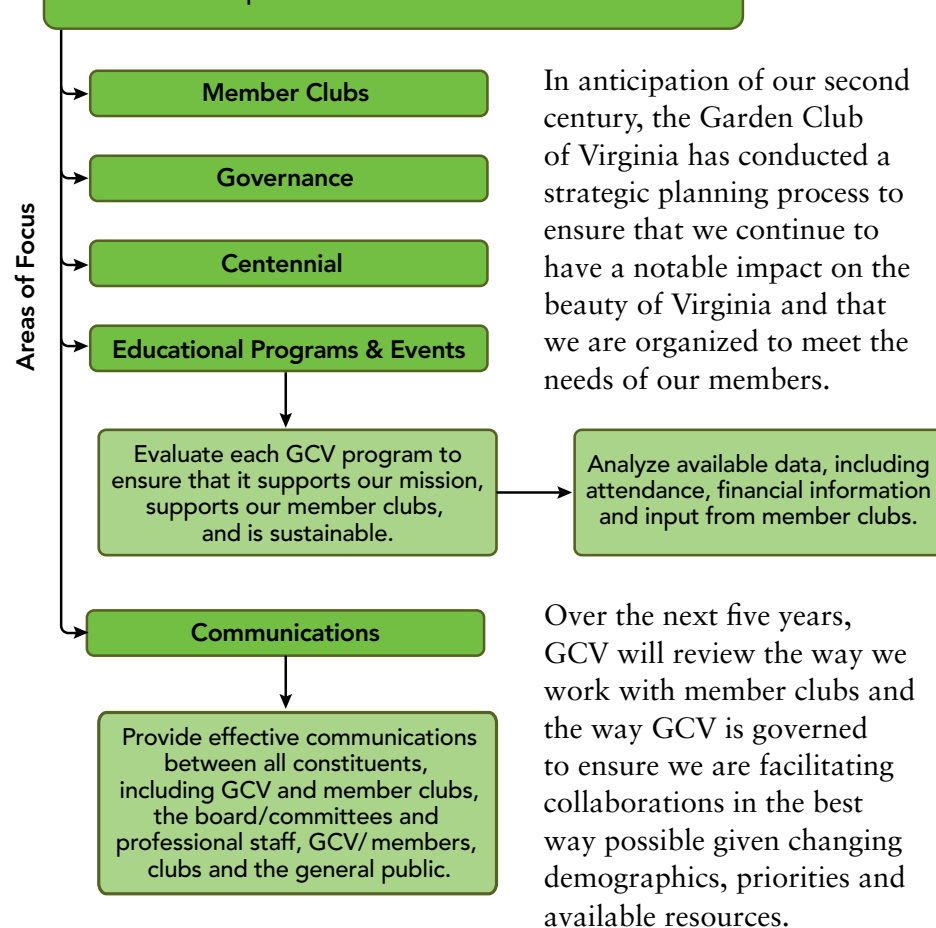 Areas of Focus
Member Clubs
Governance
Centennial
Educational Programs & Events
In anticipation of our second
century, the Garden Club
of Virginia has conducted a
strategic planning process to
ensure that we continue to
have a notable impact on the
beauty of Virginia and that
we are organized to meet the
needs of our members.
Evaluate each GCV program to
ensure that it supports our mission,
supports our member clubs,
and is sustainable.
Analyze available data, including
attendance, financial information
and input from member clubs.
Communications
Provide effective communications
between all constituents,
including GCV and member clubs,
the board/committees and
professional staff, GCV/members,
clubs and the general public.
Over the next five years,
GCV will review the way we
work with member clubs and
the way GCV is governed
to ensure we are facilitating
collaborations in the best
way possible given changing
demographics, priorities and
available resources.